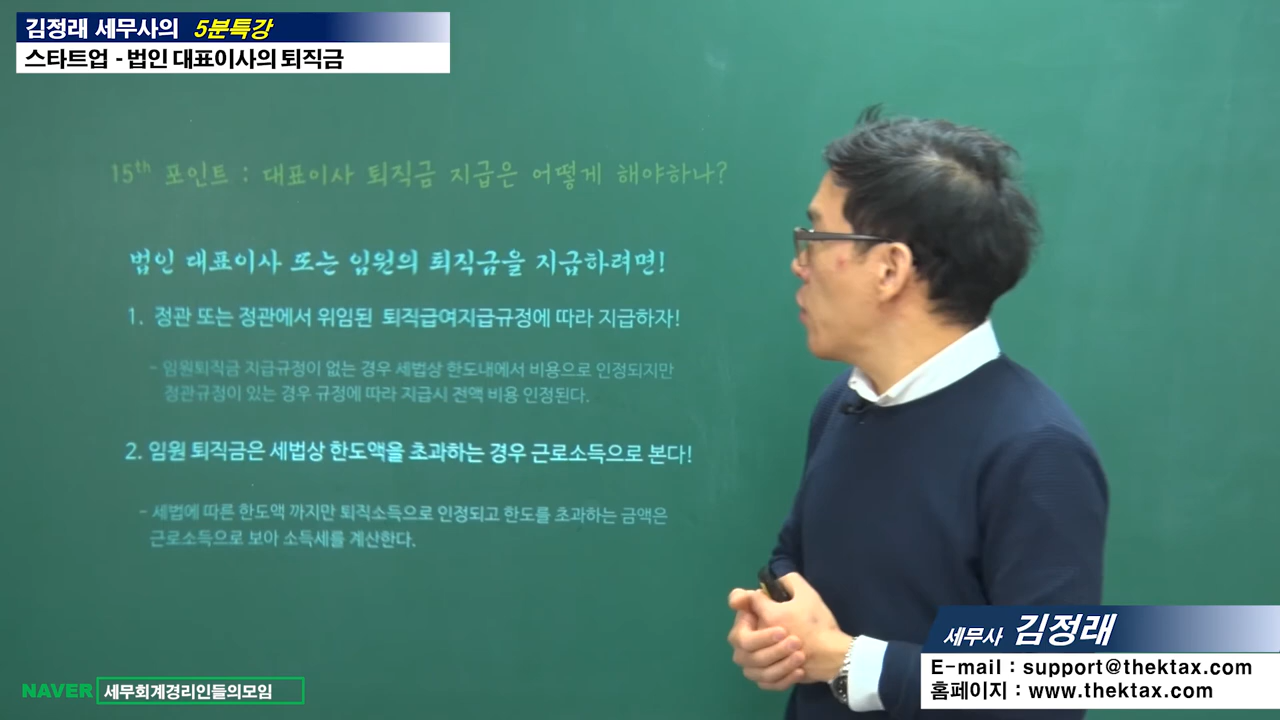 김정래 세무사의 5분특강
스타트업 - 법인 대표이사의 퇴직금
15th 포인트 : 대표이사 퇴직금 지급은 어떻게 해야하나?
법인 대표이사 또는 임원의 퇴직금을 지급하려면!
1. 정관 또는 정관에서 위임된 퇴직급여지급규정에 따라 지급하자!
- 임원퇴직금 지급규정이 없는 경우 세법상 한도내에서 비용으로 인정되지만
정관규정이 있는 경우 규정에 따라 지급시 전액 비용 인정된다.
2. 임원 퇴직금은 세법상 한도액을 초과하는 경우 근로소득으로 본다!
- 세법에 따른 한도액 까지만 퇴직소득으로 인정되고 한도를 초과하는 금액은
근로소득으로 보아 소득세를 계산한다.
세무사 김정래
E-mail : support@thektax.com
홈페이지 : www.thektax.com
NAVER 세무회계경리인들의모임